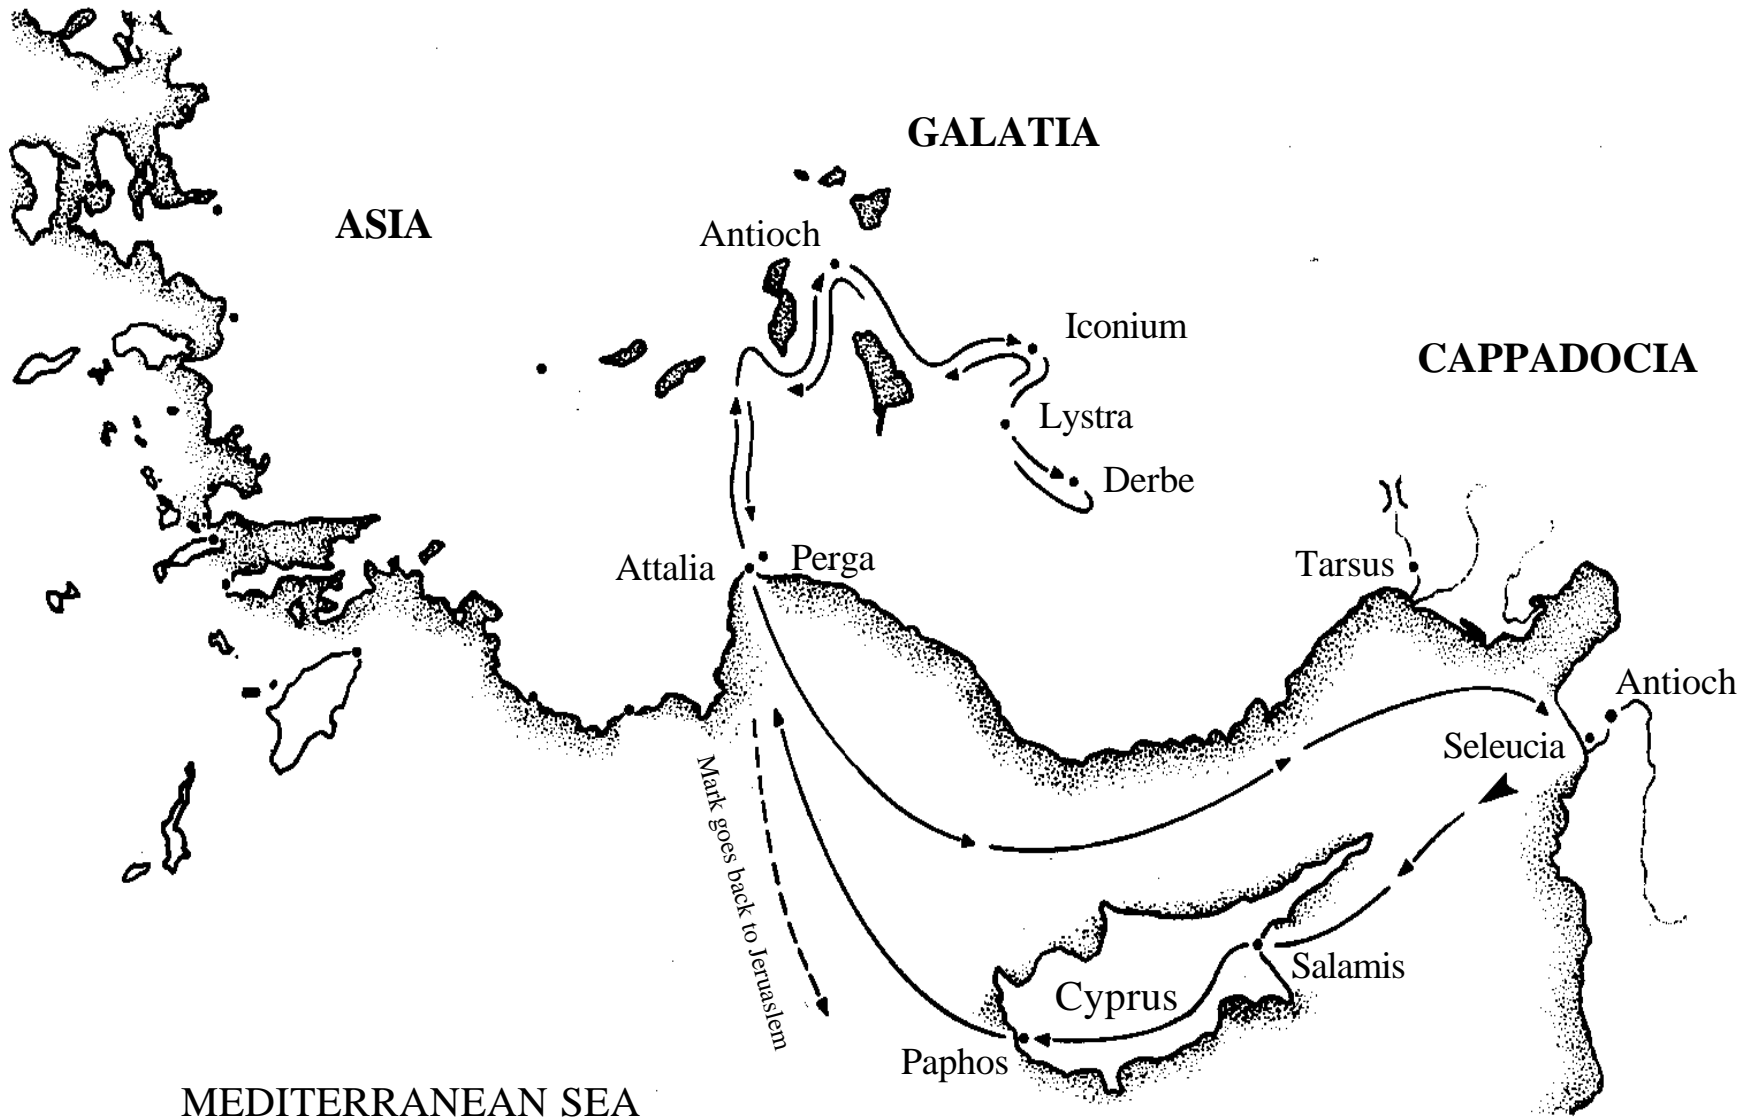 GALATIA
ASIA
Antioch
Iconium
CAPPADOCIA
Lystra
Derbe
Attalia
Perga
Tarsus
Antioch
Seleucia
Mark goes back to Jeruaslem
Salamis
Cyprus
Paphos
MEDITERRANEAN SEA